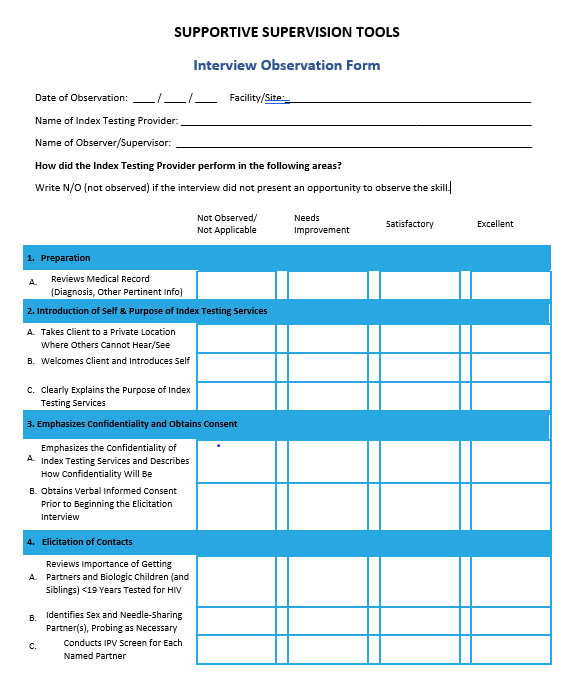 SUPPORTIVE SUPERVISION TOOLS
Interview Observation Form
Date of Observation: ___ / ___ / ___ Facility/Site:
Name of Index Testing Provider:
Name of Observer/Supervisor:
How did the Index Testing Provider perform in the following areas?
Write N/O (not observed) if the interview did not present an opportunity to observe the skill.
Not Observed/
Not Applicable
Needs
Improvement
Satisfactory
Excellent
1. Preparation
A. Reviews Medical Record
(Diagnosis, Other Pertinent Info)
2. Introduction of Self & Purpose of Index Testing Services
A. Takes Client to a Private Location
Where Others Cannot Hear/See
B. Welcomes Client and Introduces Self
C. Clearly Explains the Purpose of Index
Testing Services
3. Emphasizes Confidentiality and Obtains Consent
Emphasizes the Confidentiality of
A. Index Testing Services and Describes
How Confidentiality Will Be
B. Obtains Verbal Informed Consent
Prior to Beginning the Elicitation
Interview
4. Elicitation of Contacts
Reviews Importance of Getting
A. Partners and Biologic Children (and
Siblings) <19 Years Tested for HIV
B. Identifies Sex and Needle-Sharing
Partner(s), Probing as Necessary
C. Conducts IPV Screen for Each
Named Partner